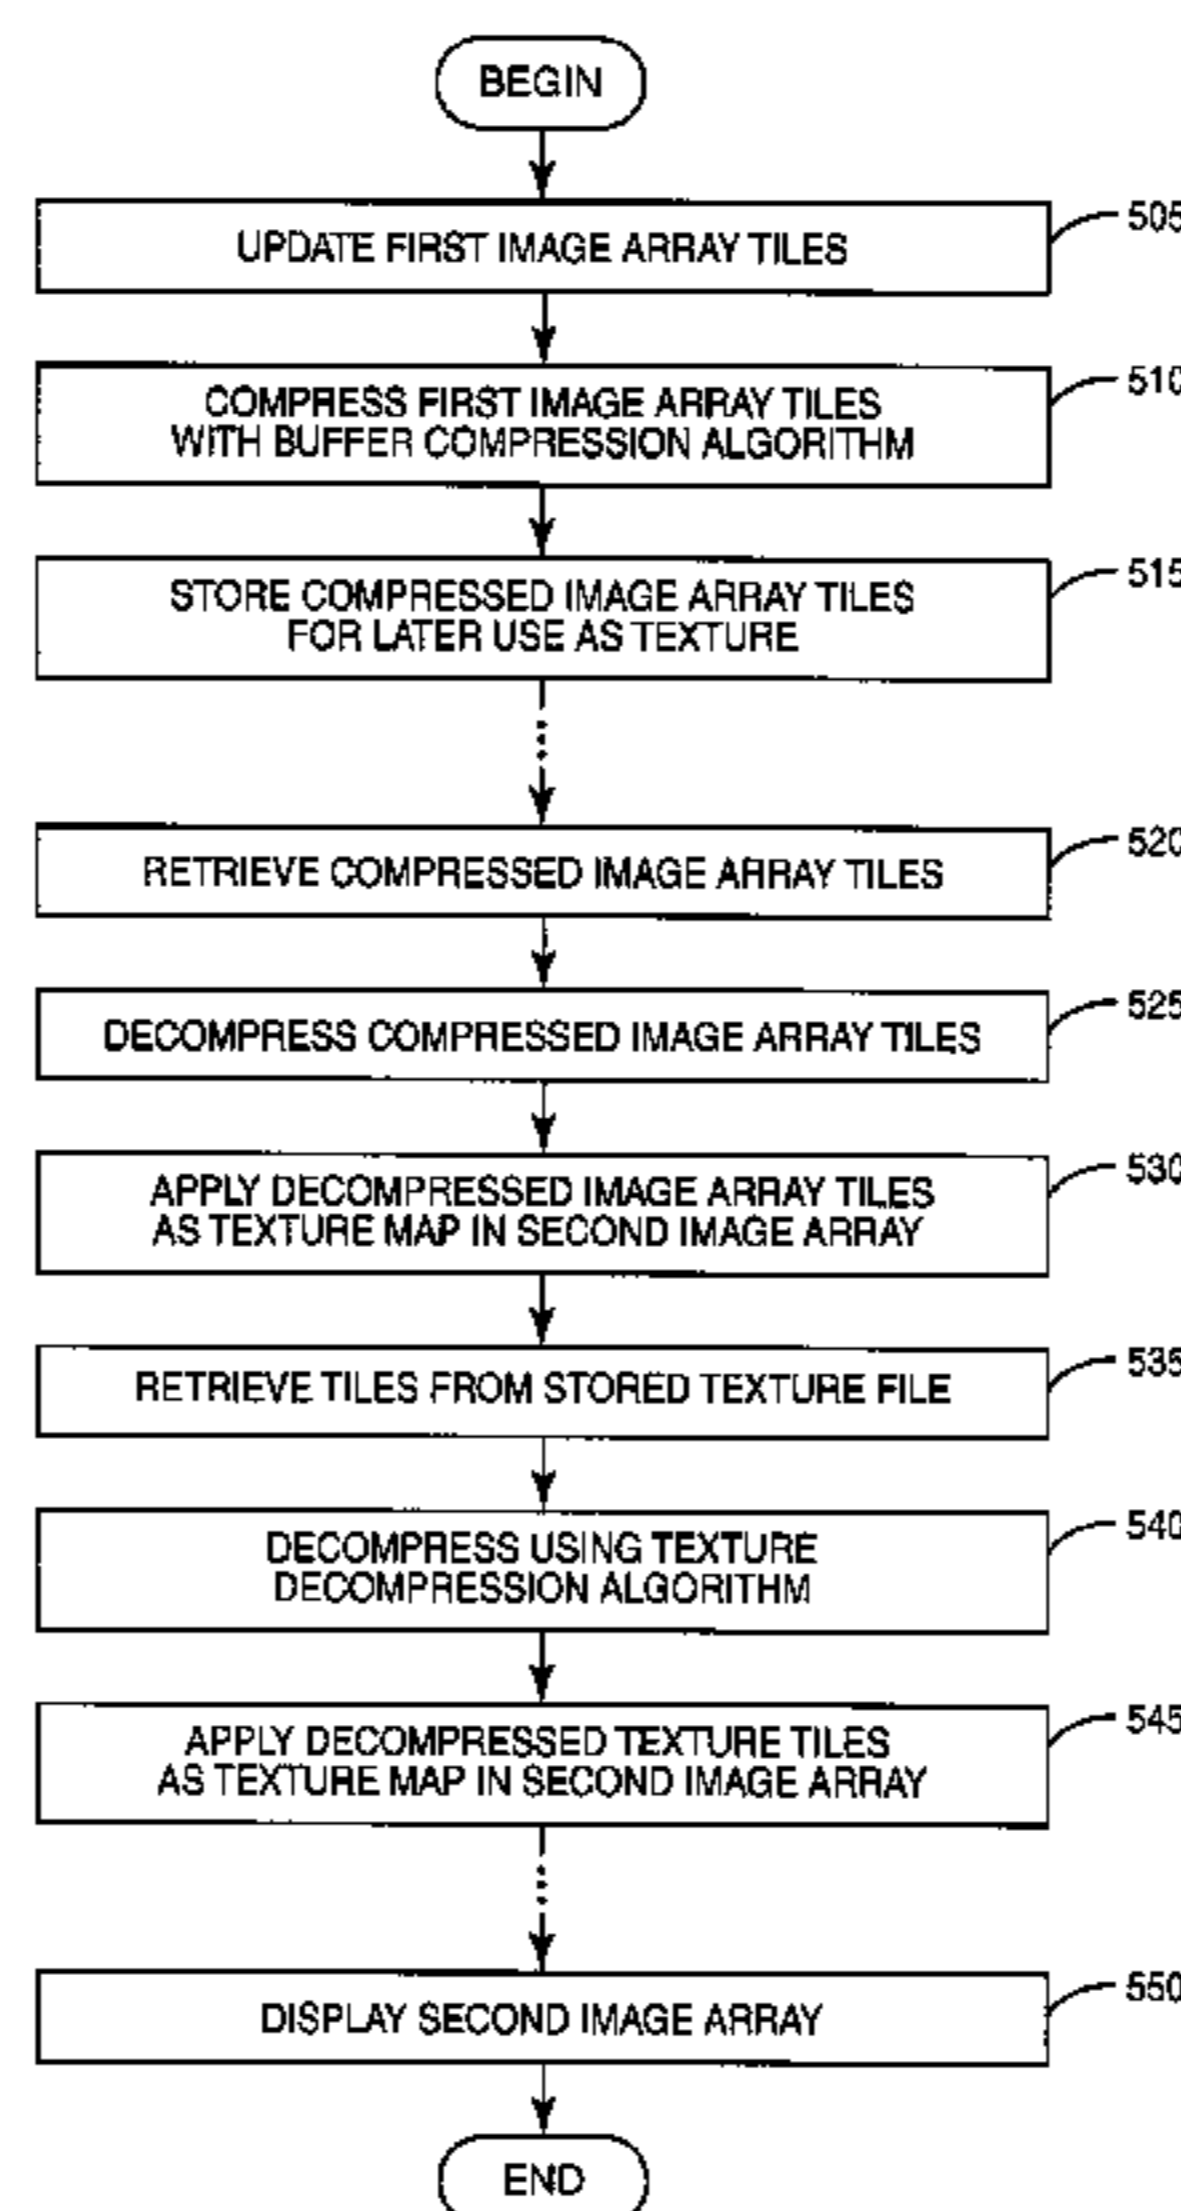 BEGIN
UPDATE FIRST IMAGE ARRAY TILES
505
COMPRESS FIRST IMAGE ARRAY TILES
WITH BUFFER COMPRESSION ALGORITHM
510
STORE COMPRESSED IMAGE ARRAY TILES
FOR LATER USE AS TEXTURE
515
RETRIEVE COMPRESSED IMAGE ARRAY TILES
520
DECOMPRESS COMPRESSED IMAGE ARRAY TILES
525
APPLY DECOMPRESSED IMAGE ARRAY TILES
AS TEXTURE MAP IN SECOND IMAGE ARRAY
530
RETRIEVE TILES FROM STORED TEXTURE FILE
535
DECOMPRESS USING TEXTURE
DECOMPRESSION ALGORITHM
540
APPLY DECOMPRESSED TEXTURE TILES
AS TEXTURE MAP IN SECOND IMAGE ARRAY
545
DISPLAY SECOND IMAGE ARRAY
550
END